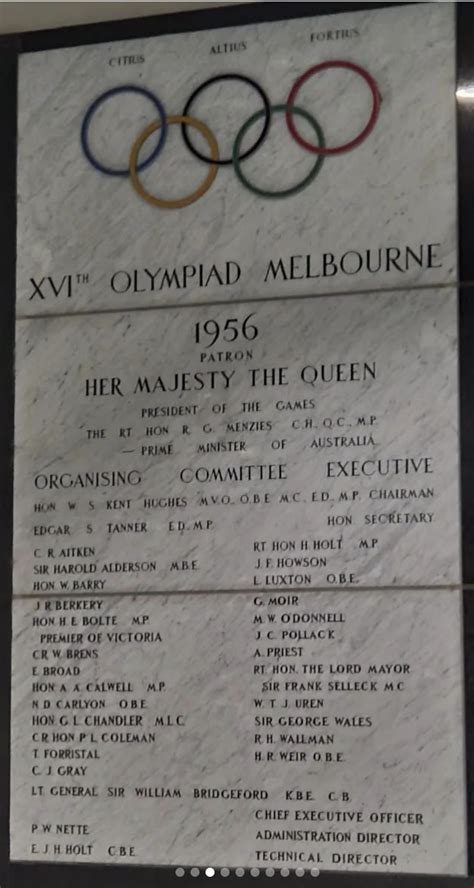 CITIUS ALTIUS FORTIUS
XVITH OLYMPIAD MELBOURNE
1956
PATRON
HER MAJESTY THE QUEEN
PRESIDENT OF THE GAMES
THE RT HON R. G. MENZIES C.H., Q.C., M.P.
— PRIME MINISTER OF AUSTRALIA
ORGANISING COMMITTEE EXECUTIVE
HON. W. S. KENT HUGHES M.V.O., O.B.E. M.C., E.D., M.P. CHAIRMAN
EDGAR S. TANNER E.D., M.P. HON SECRETARY
C. R. AITKEN
SIR HAROLD ALDERSON M.B.E.
HON. W. BARRY
J. R. BERKERY
HON H. E. BOLTE M.P.
PREMIER OF VICTORIA
CR. W. BRENS
E. BROAD
HON A. A. CALWELL M.P.
N. D. CARLYON O.B.E.
HON. G. L. CHANDLER M.L.C.
CR. HON P. L. COLEMAN
T. FORRISTAL
C. J. GRAY
RT. HON H. HOLT M.P.
J. F. HOWSON
L. LUXTON O.B.E.
G. MOIR
M. W. O'DONNELL
J. C. POLLACK
A. PRIEST
RT. HON. THE LORD MAYOR
SIR FRANK SELLECK M.C.
W. T. J. UREN
SIR GEORGE WALES
R. H. WALLMAN
H. R. WEIR O.B.E.
LT. GENERAL SIR WILLIAM BRIDGEFORD K.B.E. C.B.
CHIEF EXECUTIVE OFFICER
P. W. NETTE ADMINISTRATION DIRECTOR
E. J. H. HOLT C.B.E. TECHNICAL DIRECTOR